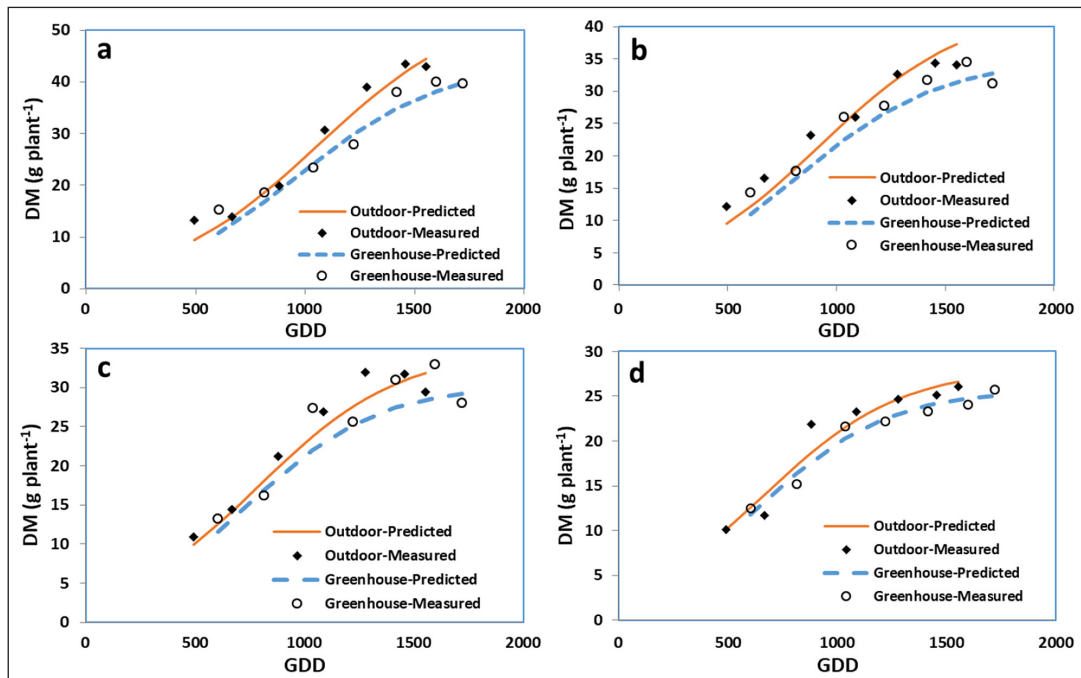 a
50
40
30
20
10
0
DM (g plant⁻¹)
Outdoor-Predicted
Outdoor-Measured
Greenhouse-Predicted
Greenhouse-Measured
0 500 1000 1500 2000
GDD
b
40
35
30
25
20
15
10
5
0
DM (g plant⁻¹)
Outdoor-Predicted
Outdoor-Measured
Greenhouse-Predicted
Greenhouse-Measured
0 500 1000 1500 2000
GDD
c
35
30
25
20
15
10
5
0
DM (g plant⁻¹)
Outdoor-Predicted
Outdoor-Measured
Greenhouse-Predicted
Greenhouse-Measured
0 500 1000 1500 2000
GDD
d
30
25
20
15
10
5
0
DM (g plant⁻¹)
Outdoor-Predicted
Outdoor-Measured
Greenhouse-Predicted
Greenhouse-Measured
0 500 1000 1500 2000
GDD